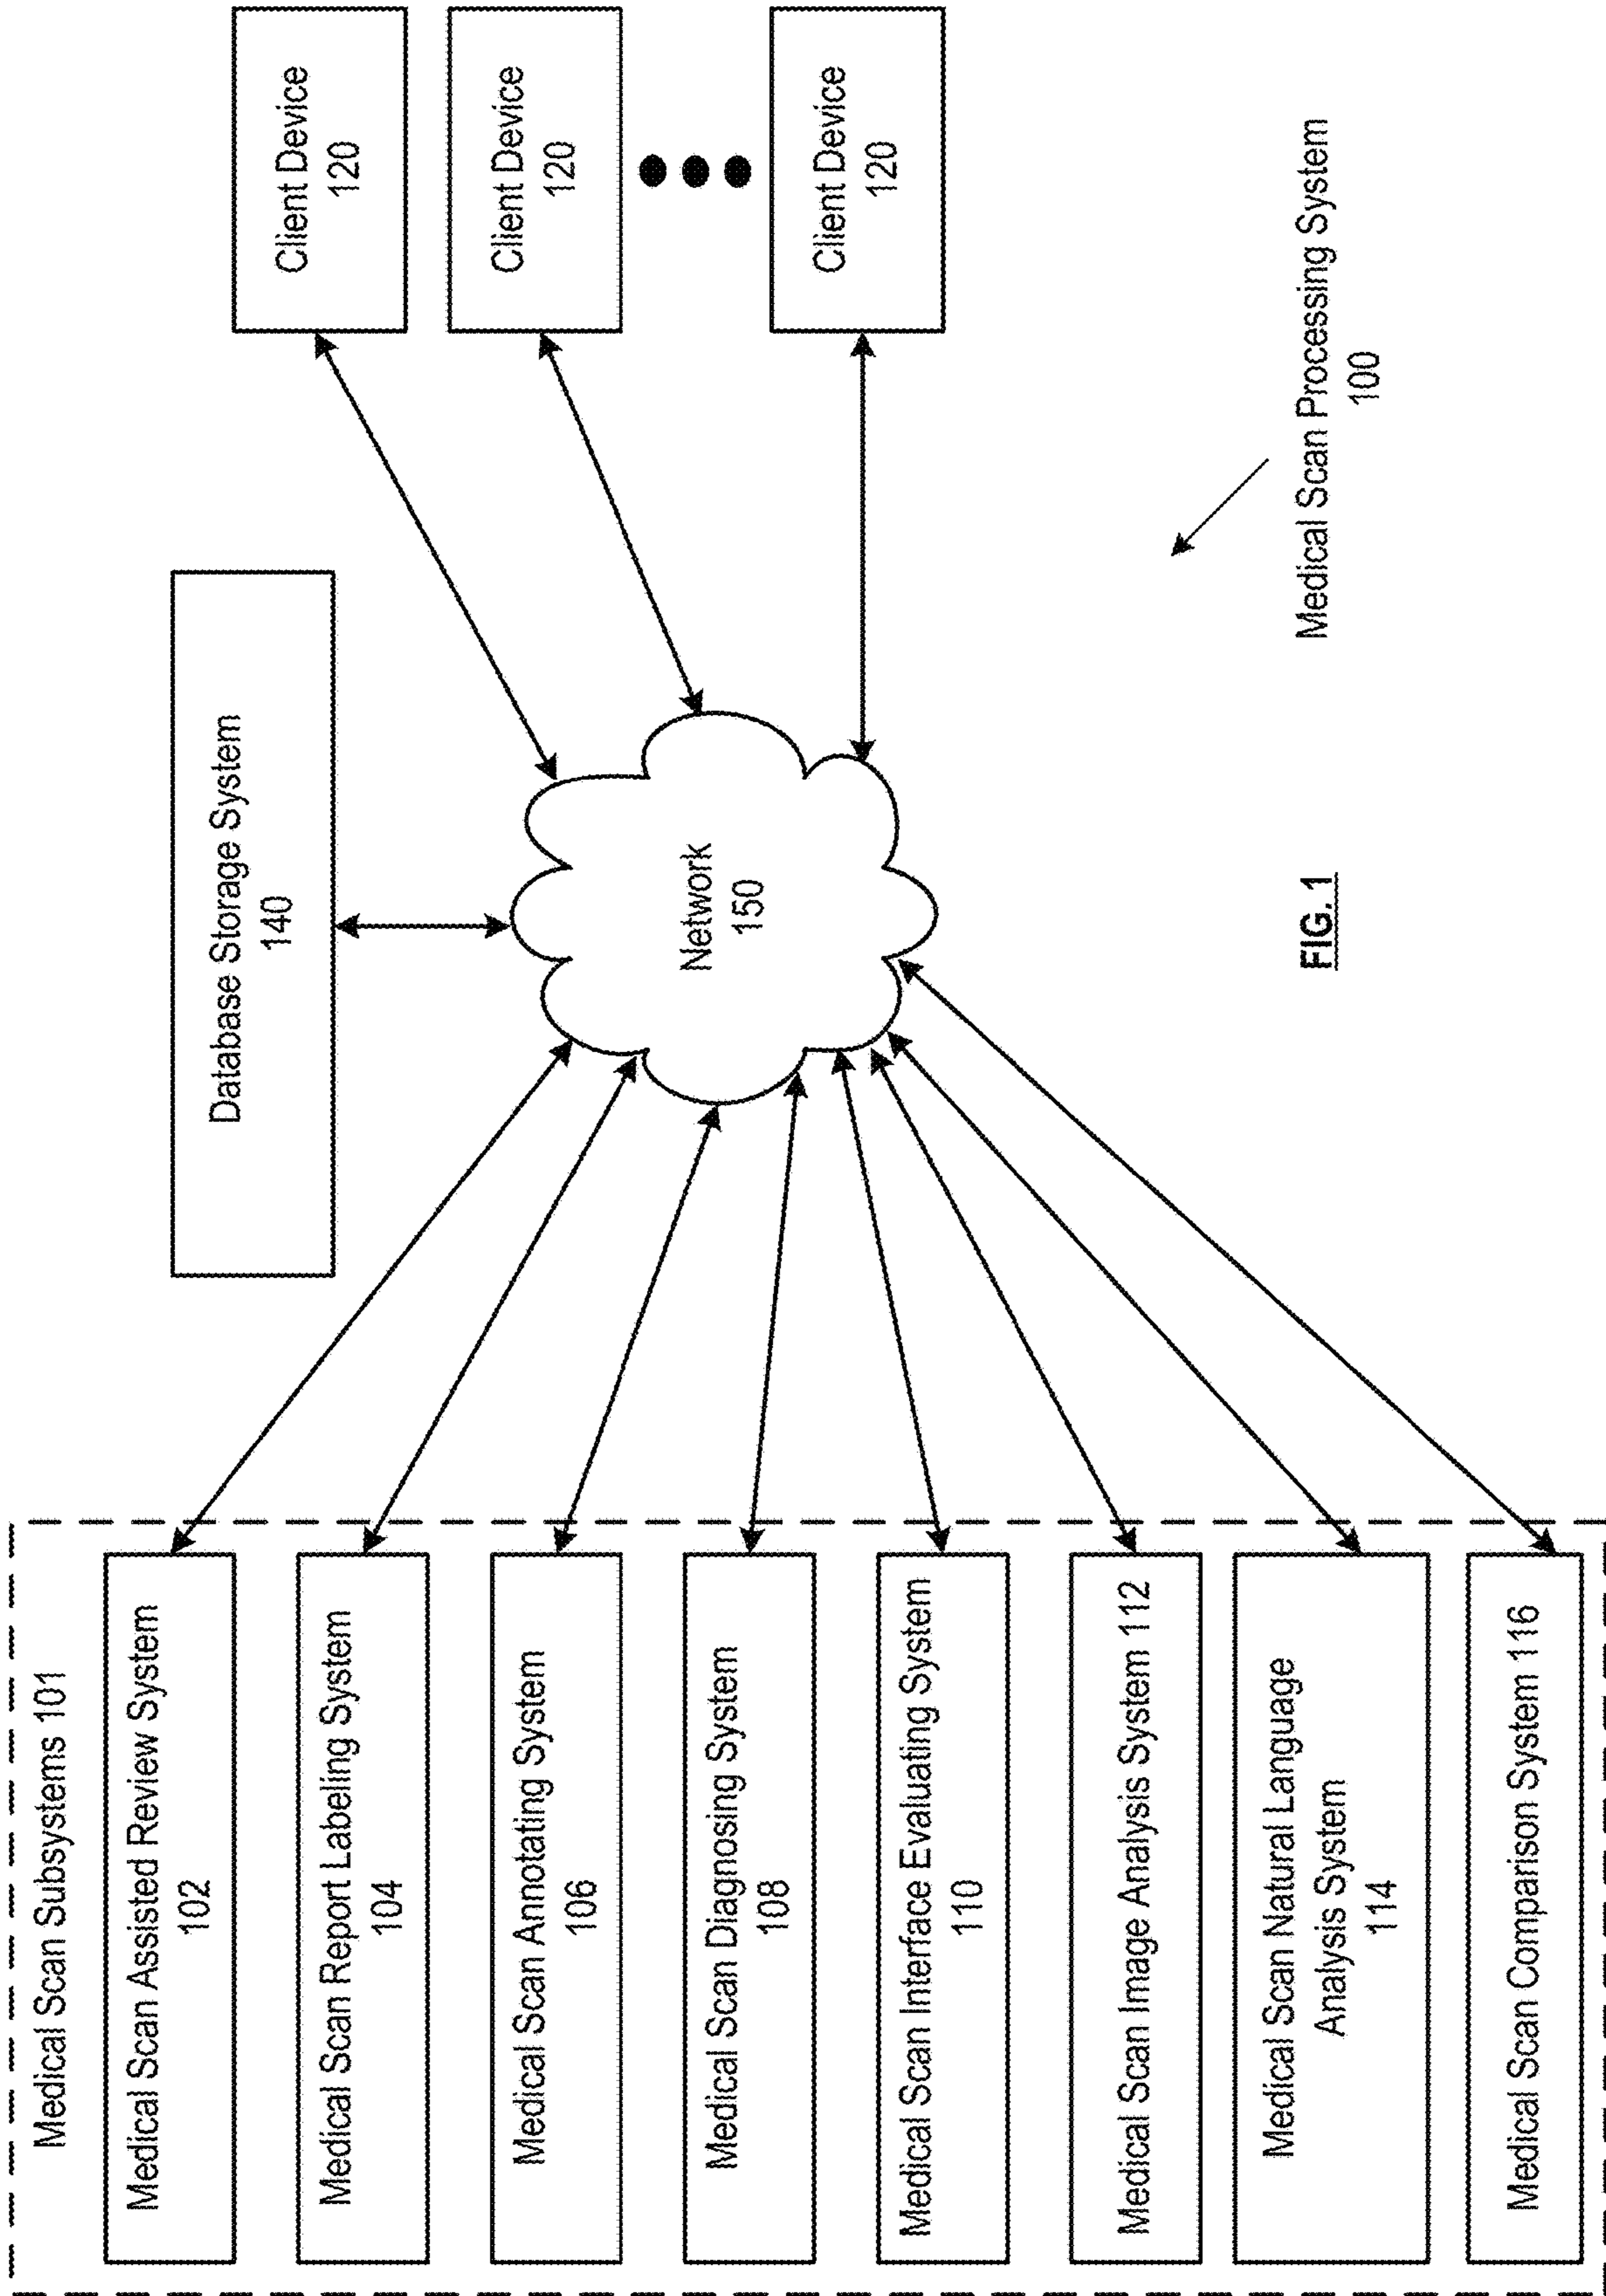 Medical Scan Subsystems 101
Medical Scan Assisted Review System
102
Medical Scan Report Labeling System
104
Medical Scan Annotating System
106
Medical Scan Diagnosing System
108
Medical Scan Interface Evaluating System
110
Medical Scan Image Analysis System 112
Medical Scan Natural Language
Analysis System
114
Medical Scan Comparison System 116
Database Storage System
140
Network
150
Client Device
120
Client Device
120
Client Device
120
Medical Scan Processing System
100
FIG. 1